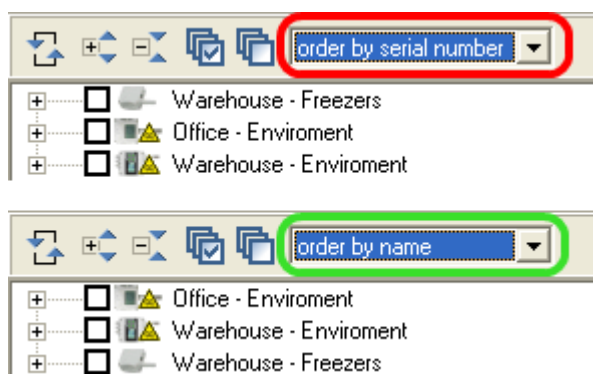 order by serial number
Warehouse - Freezers
Office - Enviroment
Warehouse - Enviroment
order by name
Office - Enviroment
Warehouse - Enviroment
Warehouse - Freezers